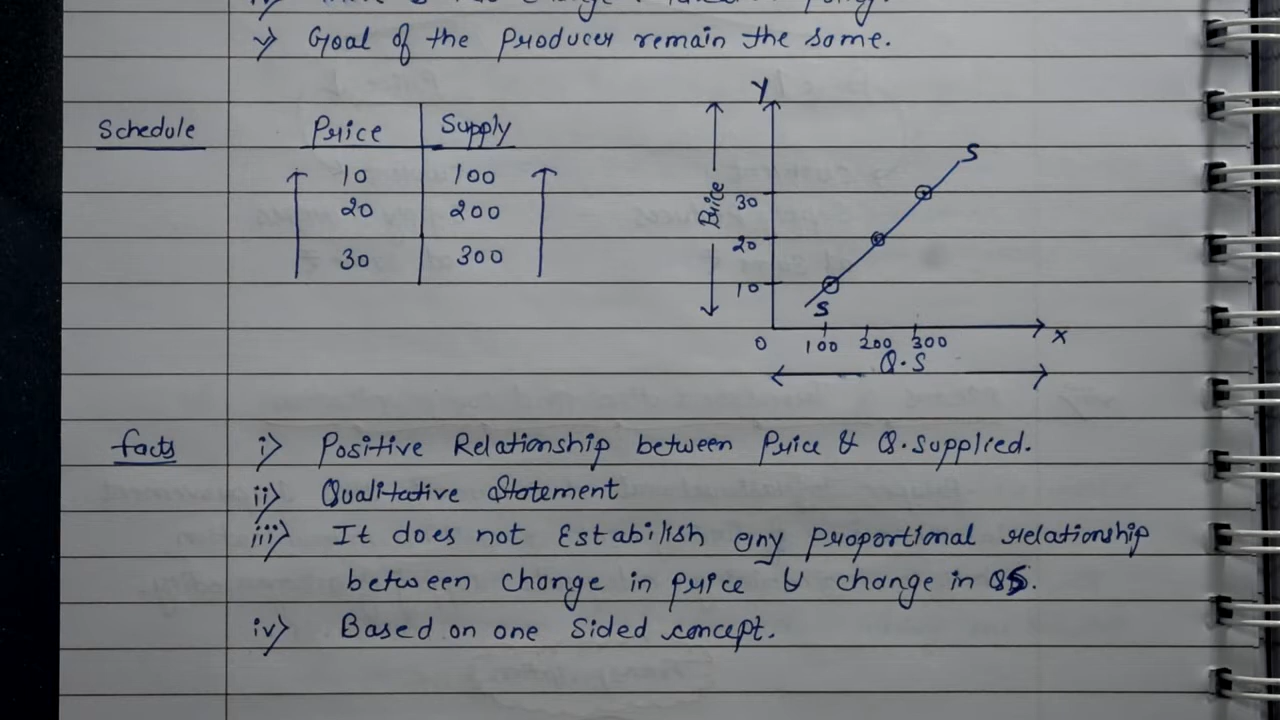 v) Goal of the Producer remain the same.
Schedule
Price Supply
10 100
20 200
30 300
Y
Price
30
20
10
S
S
0 100 200 300 X
Q.S
facts
i) Positive Relationship between Price & Q.supplied.
ii) Qualitative Statement
iii) It does not Estabilish any proportional relationship
between change in price & change in QS.
iv) Based on one Sided concept.